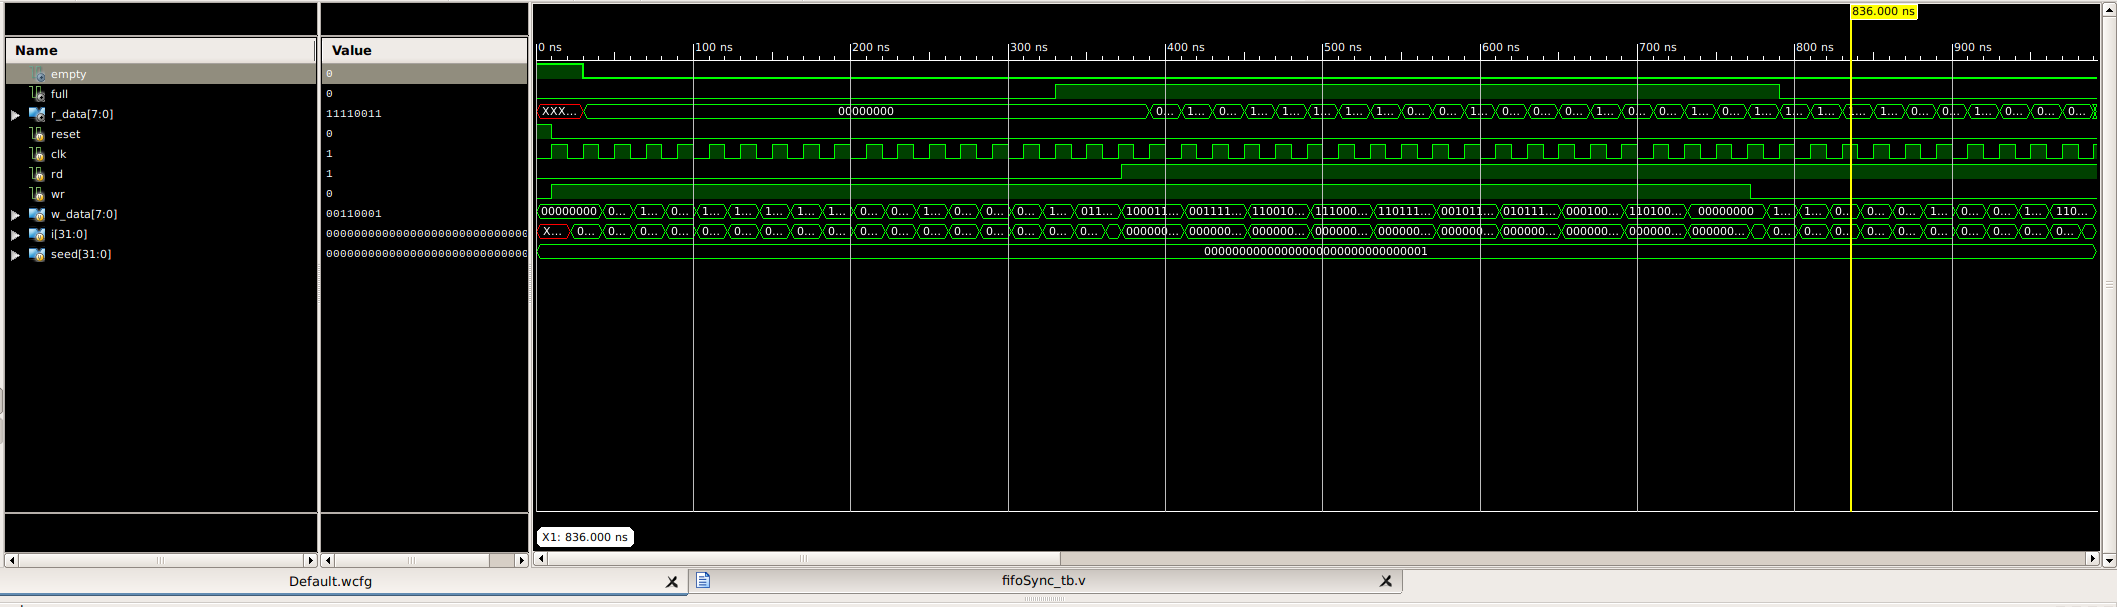 836.000 ns
Name
Value
0 ns
100 ns
200 ns
300 ns
400 ns
500 ns
600 ns
700 ns
800 ns
900 ns
empty
0
full
0
r_data[7:0]
11110011
XXX...
00000000
0... 1... 0... 1... 1... 1... 1... 1... 0... 0... 1... 0... 0... 0... 1... 0... 0... 1... 0... 1... 1... 1... 1... 1... 0... 0... 1... 0... 0... 0...
reset
0
clk
1
rd
1
wr
0
w_data[7:0]
00110001
00000000 0... 1... 0... 1... 1... 1... 1... 1... 0... 0... 1... 0... 0... 0... 1... 011... 100011... 001111... 110010... 111000... 110111... 001011... 010111... 000100... 110100... 00000000 1... 1... 0... 0... 0... 1... 0... 0... 1... 110...
i[31:0]
X... 0... 0... 0... 0... 0... 0... 0... 0... 0... 0... 0... 0... 0... 0... 0... 0... 0... 000000... 000000... 000000... 000000... 000000... 000000... 000000... 000000... 000000... 000000... 0... 0... 0... 0... 0... 0... 0... 0... 0... 0...
seed[31:0]
00000000000000000000000000000001
X1: 836.000 ns
Default.wcfg
fifoSync_tb.v